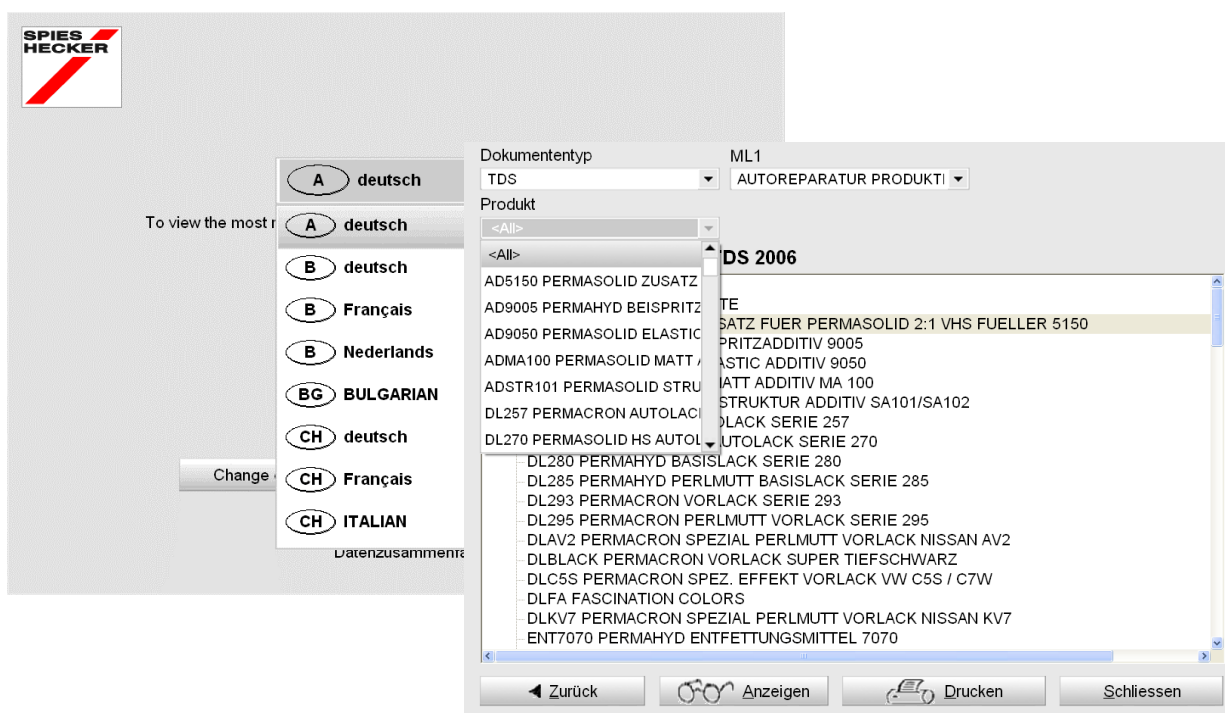 SPIES
HECKER
A deutsch
To view the most
A deutsch
B deutsch
B Français
B Nederlands
BG BULGARIAN
CH deutsch
Change
CH Français
CH ITALIAN
Datenzusammenfa
Dokumententyp ML1
TDS AUTOREPARATUR PRODUKTI
Produkt
<All>
<All>
AD5150 PERMASOLID ZUSATZ
AD9005 PERMAHYD BEISPRITZ
AD9050 PERMASOLID ELASTIC
ADMA100 PERMASOLID MATT
ADSTR101 PERMASOLID STRU
DL257 PERMACRON AUTOLAC
DL270 PERMASOLID HS AUTOL
TDS 2006
TE
SATZ FUER PERMASOLID 2:1 VHS FUELLER 5150
PRITZADDITIV 9005
ASTIC ADDITIV 9050
MATT ADDITIV MA 100
STRUKTUR ADDITIV SA101/SA102
OLACK SERIE 257
UTOLACK SERIE 270
DL280 PERMAHYD BASISLACK SERIE 280
DL285 PERMAHYD PERLMUTT BASISLACK SERIE 285
DL293 PERMACRON VORLACK SERIE 293
DL295 PERMACRON PERLMUTT VORLACK SERIE 295
DLAV2 PERMACRON SPEZIAL PERLMUTT VORLACK NISSAN AV2
DLBLACK PERMACRON VORLACK SUPER TIEFSCHWARZ
DLC5S PERMACRON SPEZ. EFFEKT VORLACK VW C5S / C7W
DLFA FASCINATION COLORS
DLKV7 PERMACRON SPEZIAL PERLMUTT VORLACK NISSAN KV7
ENT7070 PERMAHYD ENTFETTUNGSMITTEL 7070
Zurück Anzeigen Drucken Schliessen